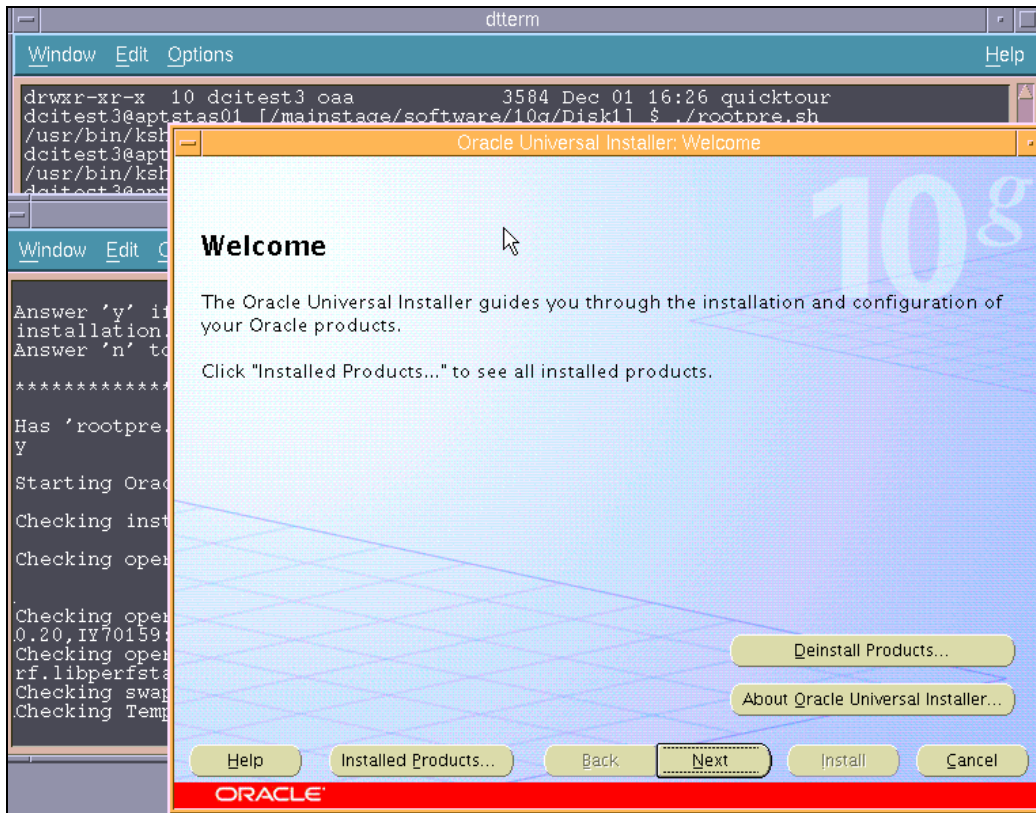 dtterm
Window Edit Options Help
drwxr-xr-x 10 dcitest3 oaa 3584 Dec 01 16:26 quicktour
dcitest3@aptstas01 [/mainstage/software/10g/Disk1] $ ./rootpre.sh
/usr/bin/ksh
dcitest3@apt
/usr/bin/ksh
dcitest3@apt
Oracle Universal Installer: Welcome
10g
Welcome
The Oracle Universal Installer guides you through the installation and configuration of
your Oracle products.
Click "Installed Products..." to see all installed products.
Deinstall Products...
About Oracle Universal Installer...
Help Installed Products... Back Next Install Cancel
ORACLE
Window Edit
Answer 'y' if
installation.
Answer 'n' to
*************
Has 'rootpre.
y
Starting Orac
Checking inst
Checking oper
Checking oper
0.20,IY70159:
Checking oper
rf.libperfsta
Checking swap
Checking Temp